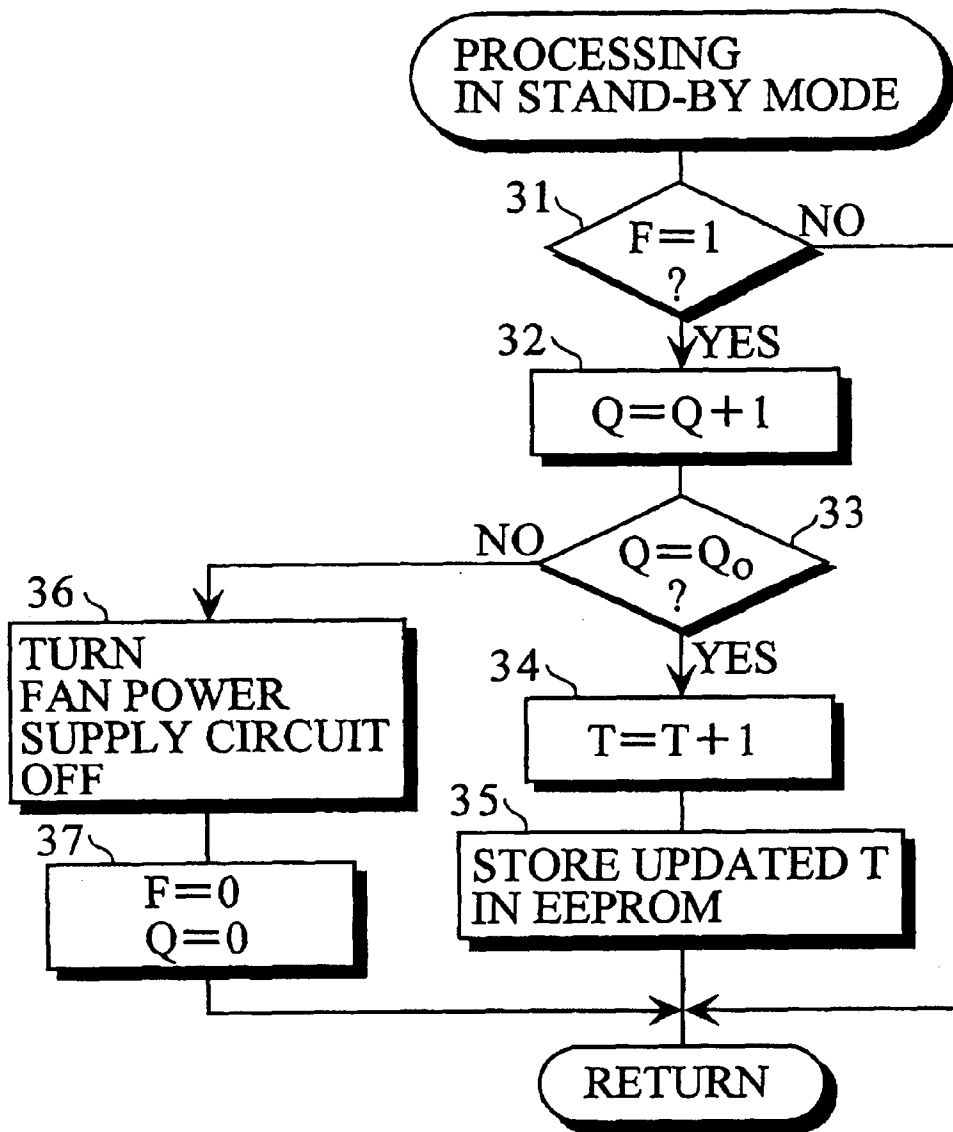 PROCESSING
IN STAND-BY MODE
31
F=1
?
NO
YES
32
Q=Q+1
33
Q=Qo
?
NO
YES
36
TURN
FAN POWER
SUPPLY CIRCUIT
OFF
34
T=T+1
37
F=0
Q=0
35
STORE UPDATED T
IN EEPROM
RETURN